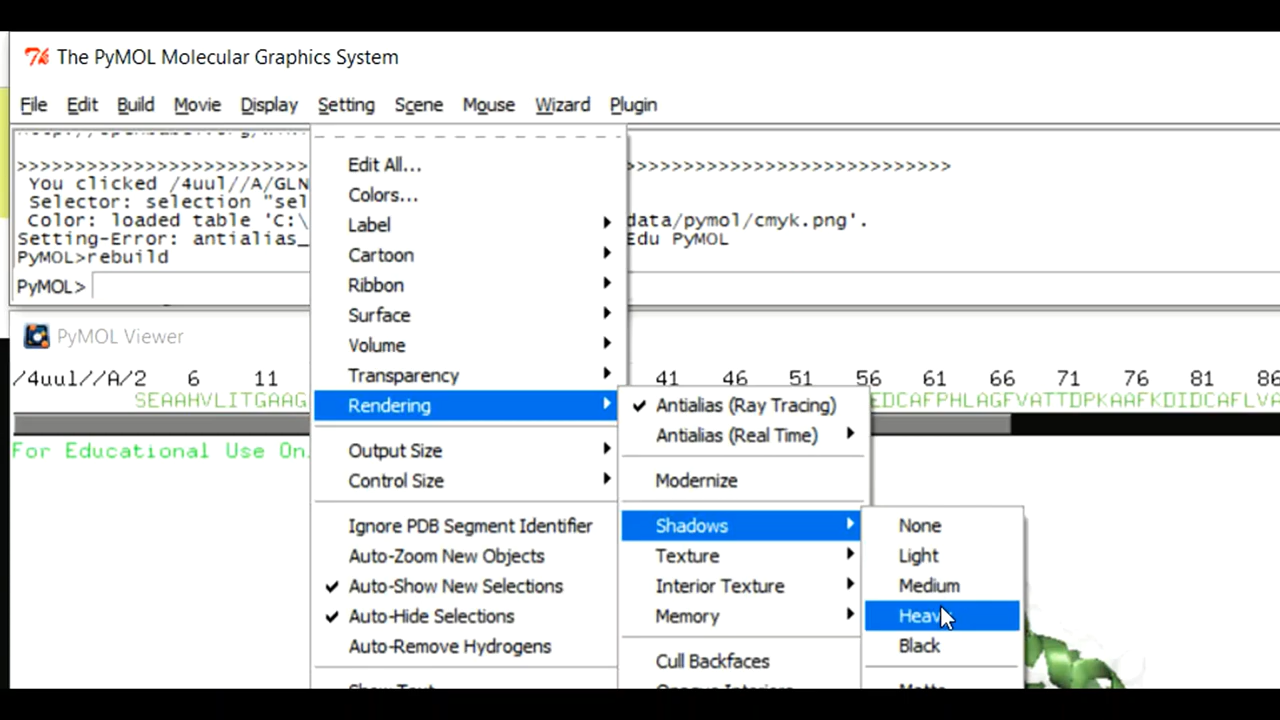 The PyMOL Molecular Graphics System
File Edit Build Movie Display Setting Scene Mouse Wizard Plugin
>>>>>>>>>>>>>>>>>>>>>>>>> >>>>>>>>>>>>>>>>>>>>>>>>>>>
You clicked /4uul//A/GLN
Selector: selection "sel
Color: loaded table 'C:\ data/pymol/cmyk.png'.
Setting-Error: antialias_ Edu PyMOL
PyMOL>rebuild
PyMOL>
Edit All...
Colors...
Label
Cartoon
Ribbon
Surface
Volume
Transparency
Rendering
Output Size
Control Size
Ignore PDB Segment Identifier
Auto-Zoom New Objects
Auto-Show New Selections
Auto-Hide Selections
Auto-Remove Hydrogens
Antialias (Ray Tracing)
Antialias (Real Time)
Modernize
Shadows
Texture
Interior Texture
Memory
Cull Backfaces
None
Light
Medium
Heavy
Black
PyMOL Viewer
/4uul//A/2 6 11 41 46 51 56 61 66 71 76 81 86
SEAAHVLITGAAG EDCAFPHLAGFVATTDPKAAFKDIDCAFLVA
For Educational Use On